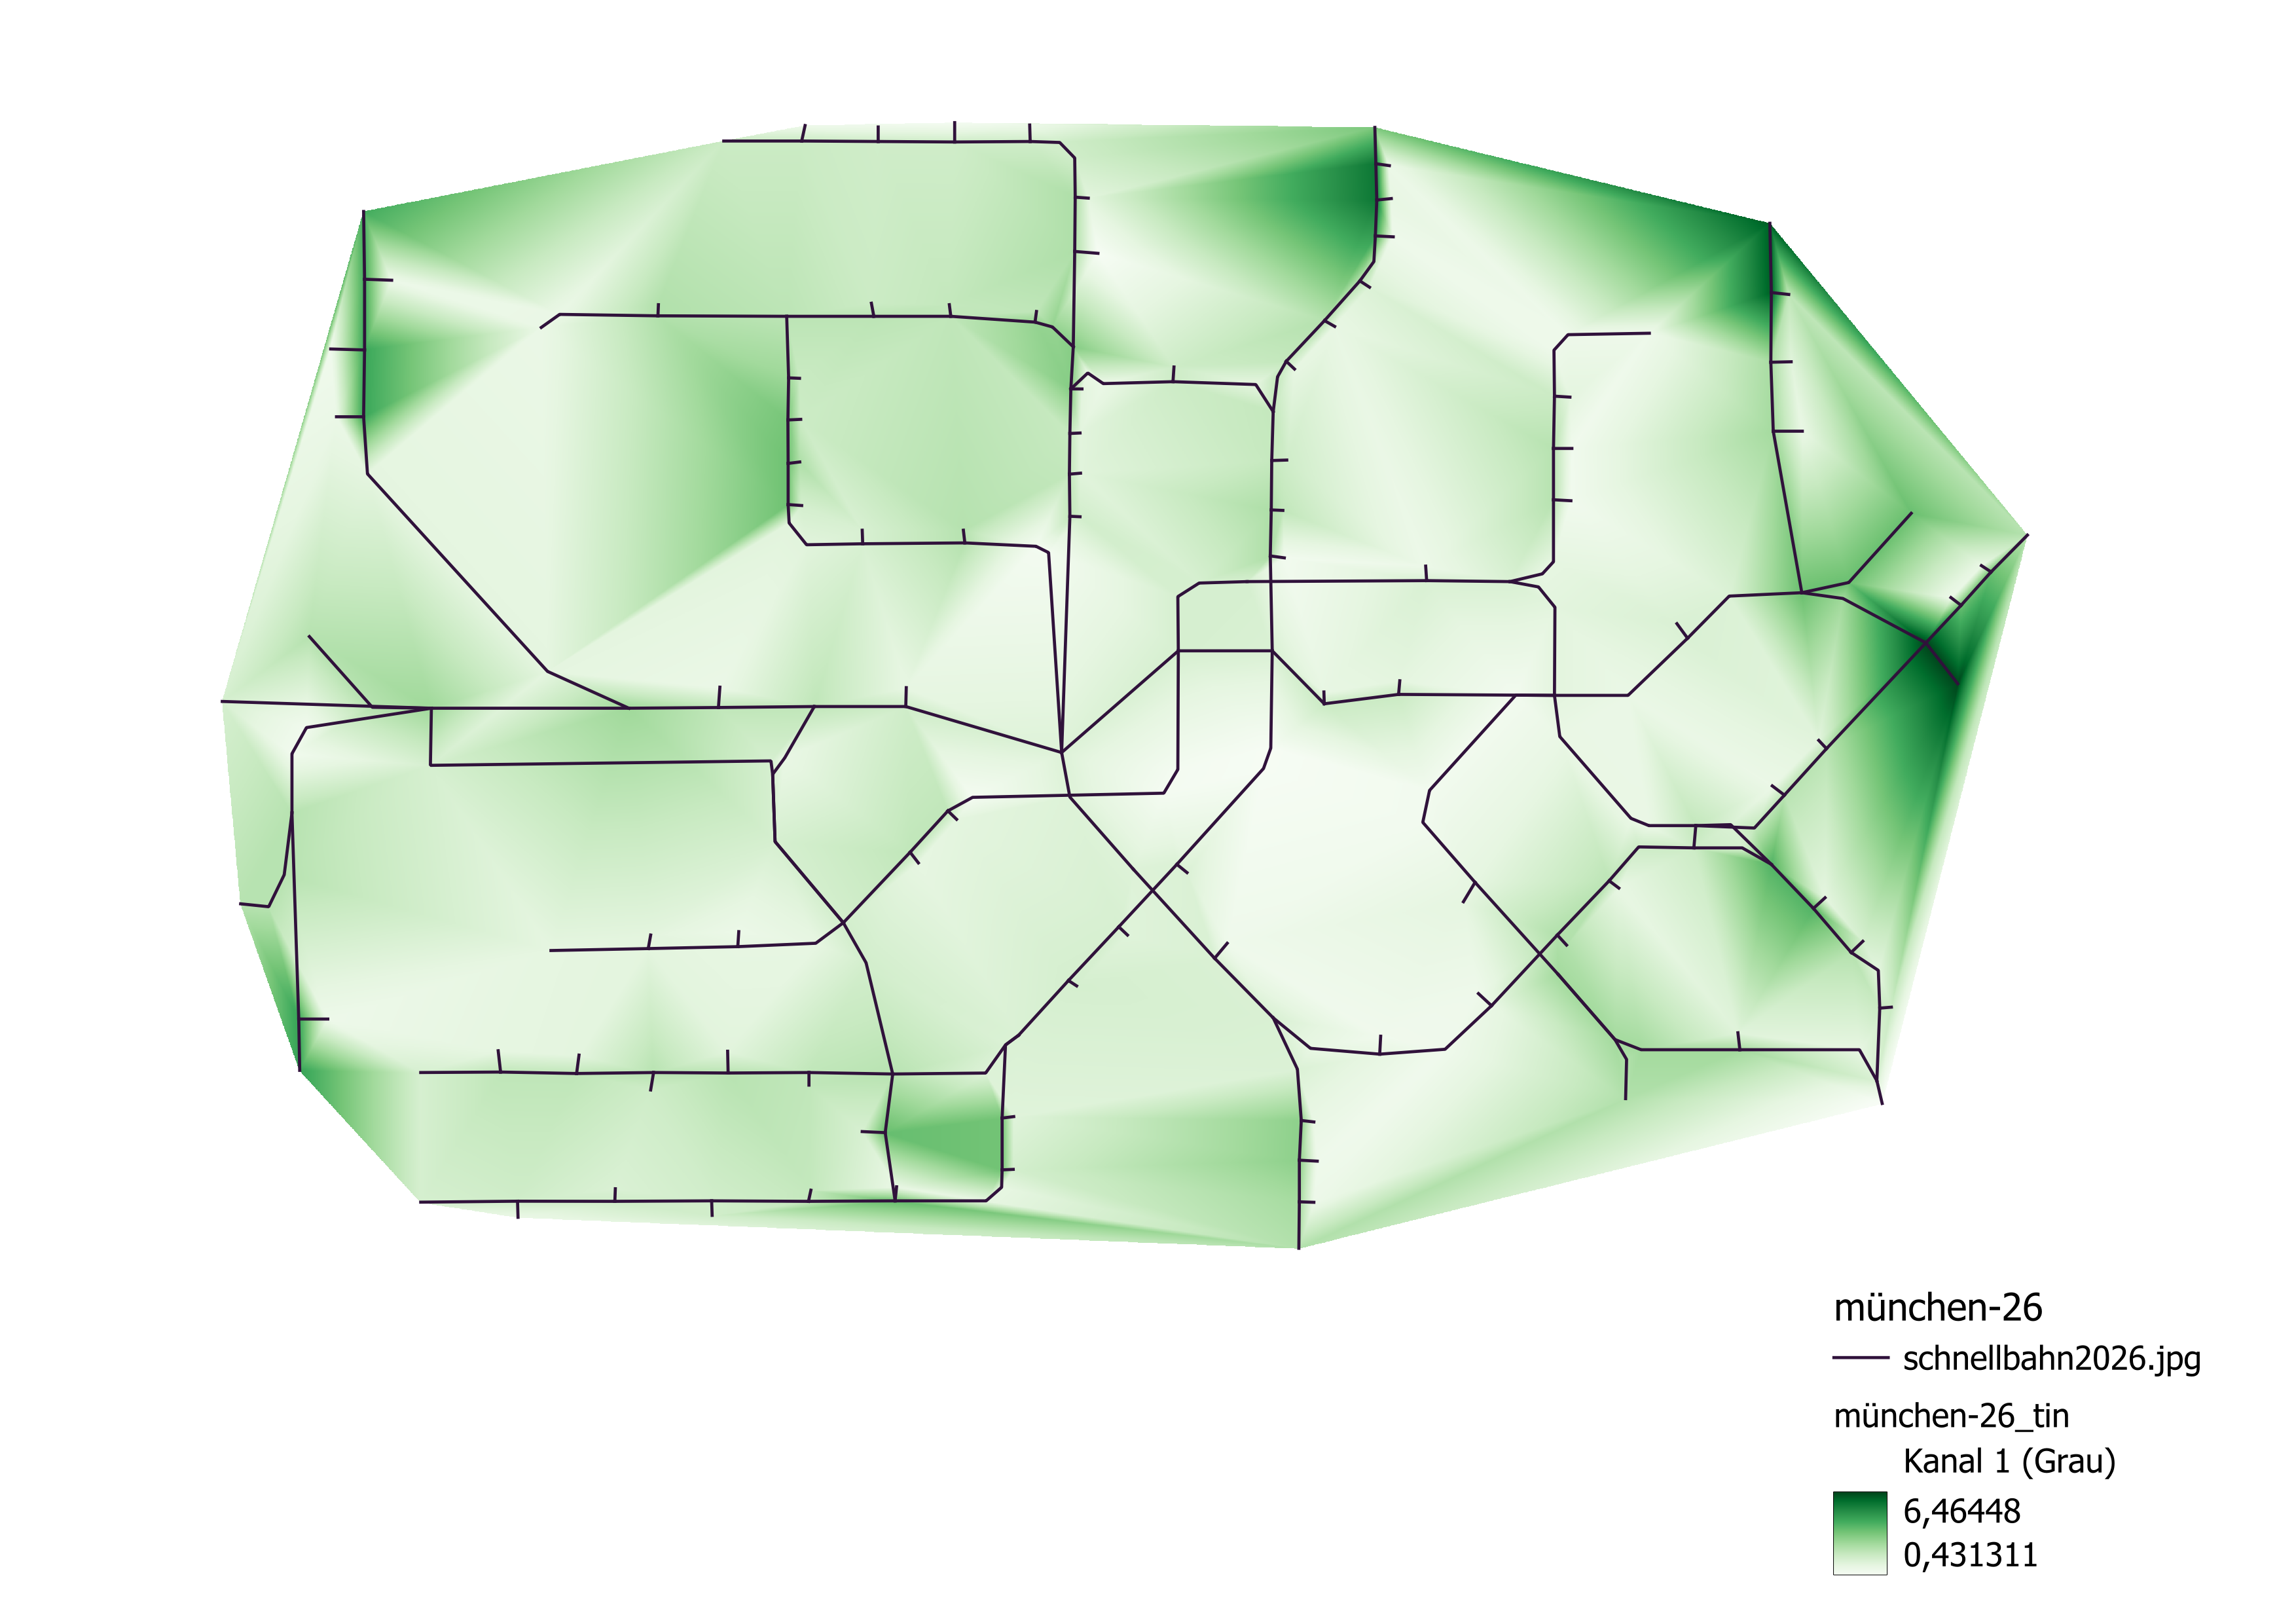 münchen-26
schnellbahn2026.jpg
münchen-26_tin
Kanal 1 (Grau)
6,46448
0,431311